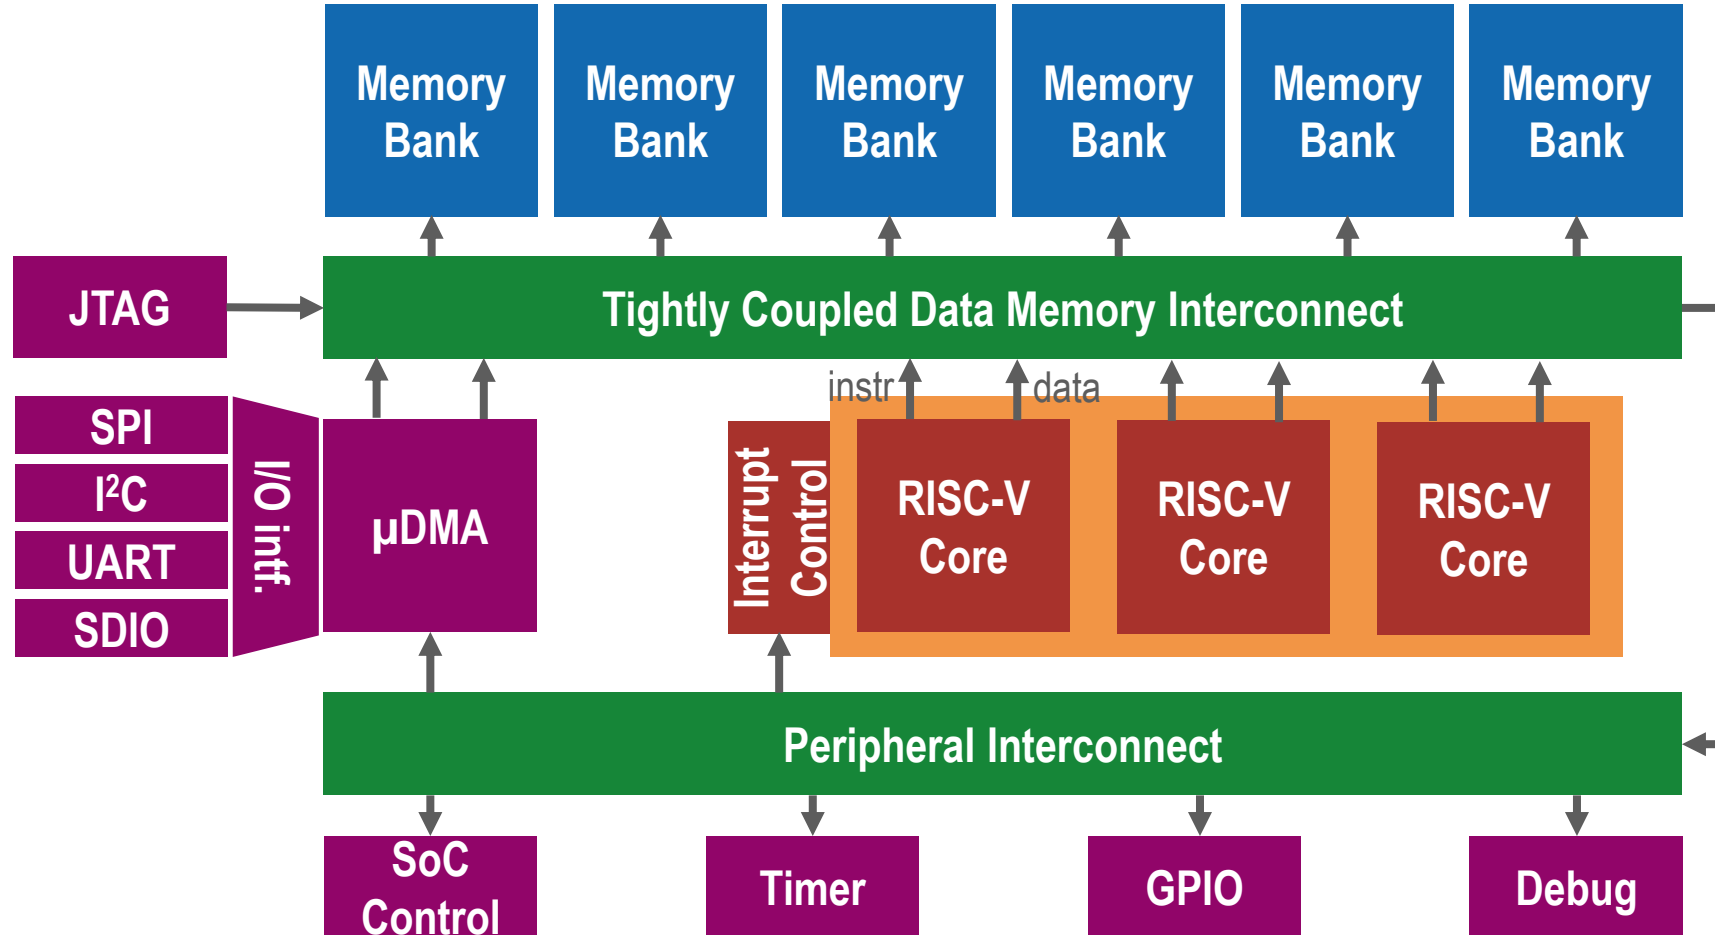 Memory
Bank
Memory
Bank
Memory
Bank
Memory
Bank
Memory
Bank
Memory
Bank
JTAG
Tightly Coupled Data Memory Interconnect
instr
data
SPI
I²C
UART
SDIO
I/O intf.
µDMA
Interrupt
Control
RISC-V
Core
RISC-V
Core
RISC-V
Core
Peripheral Interconnect
SoC
Control
Timer
GPIO
Debug